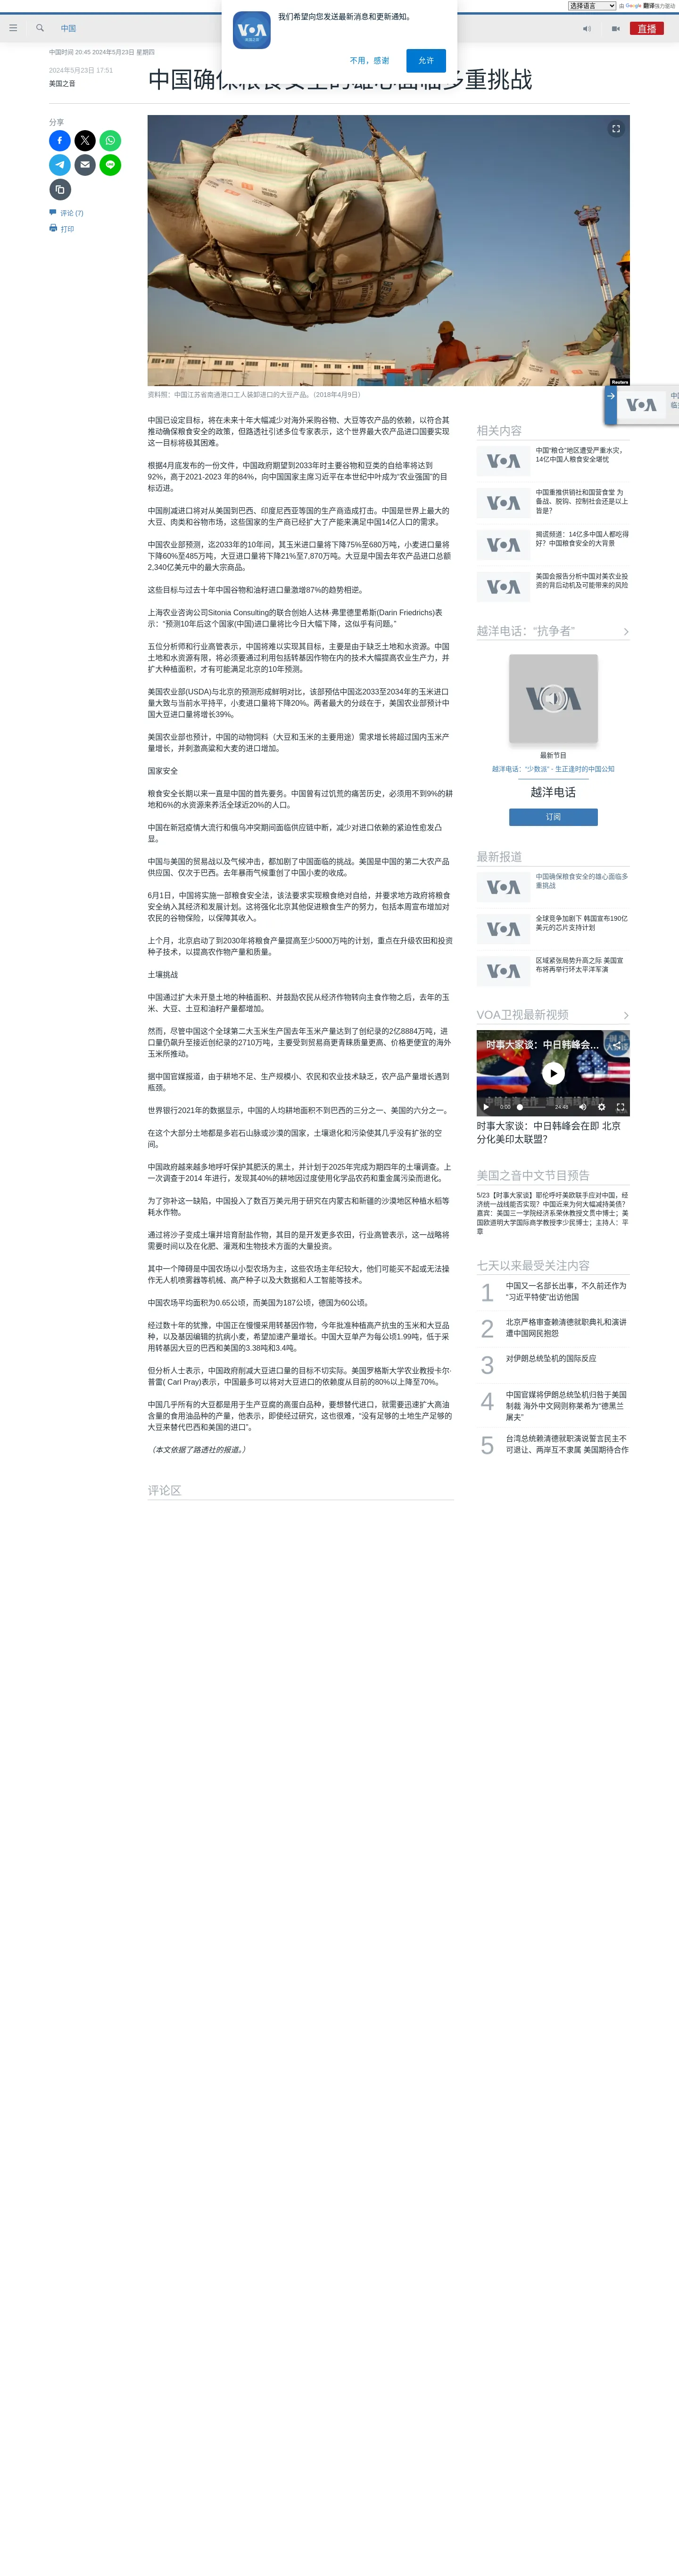 选择语言
由 Google 翻译强力驱动
我们希望向您发送最新消息和更新通知。
不用，感谢
允许
中国
直播
中国时间 20:45 2024年5月23日 星期四
2024年5月23日 17:51
美国之音
中国确保粮食安全的雄心面临多重挑战
分享
评论 (7)
打印
Reuters
资料照：中国江苏省南通港口工人装卸进口的大豆产品。（2018年4月9日）
中国已设定目标，将在未来十年大幅减少对海外采购谷物、大豆等农产品的依赖，以符合其
推动确保粮食安全的政策，但路透社引述多位专家表示，这个世界最大农产品进口国要实现
这一目标将极其困难。
根据4月底发布的一份文件，中国政府期望到2033年时主要谷物和豆类的自给率将达到
92%，高于2021-2023 年的84%，向中国国家主席习近平在本世纪中叶成为“农业强国”的目
标迈进。
中国削减进口将对从美国到巴西、印度尼西亚等国的生产商造成打击。中国是世界上最大的
大豆、肉类和谷物市场，这些国家的生产商已经扩大了产能来满足中国14亿人口的需求。
中国农业部预测，迄2033年的10年间，其玉米进口量将下降75%至680万吨，小麦进口量将
下降60%至485万吨，大豆进口量将下降21%至7,870万吨。大豆是中国去年农产品进口总额
2,340亿美元中的最大宗商品。
这些目标与过去十年中国谷物和油籽进口量激增87%的趋势相逆。
上海农业咨询公司Sitonia Consulting的联合创始人达林·弗里德里希斯(Darin Friedrichs)表
示：“预测10年后这个国家(中国)进口量将比今日大幅下降，这似乎有问题。”
五位分析师和行业高管表示，中国将难以实现其目标，主要是由于缺乏土地和水资源。中国
土地和水资源有限，将必须要通过利用包括转基因作物在内的技术大幅提高农业生产力，并
扩大种植面积，才有可能满足北京的10年预测。
美国农业部(USDA)与北京的预测形成鲜明对比，该部预估中国迄2033至2034年的玉米进口
量大致与当前水平持平，小麦进口量将下降20%。两者最大的分歧在于，美国农业部预计中
国大豆进口量将增长39%。
美国农业部也预计，中国的动物饲料（大豆和玉米的主要用途）需求增长将超过国内玉米产
量增长，并刺激高粱和大麦的进口增加。
国家安全
粮食安全长期以来一直是中国的首先要务。中国曾有过饥荒的痛苦历史，必须用不到9%的耕
地和6%的水资源来养活全球近20%的人口。
中国在新冠疫情大流行和俄乌冲突期间面临供应链中断，减少对进口依赖的紧迫性愈发凸
显。
中国与美国的贸易战以及气候冲击，都加剧了中国面临的挑战。美国是中国的第二大农产品
供应国、仅次于巴西。去年暴雨气候重创了中国小麦的收成。
6月1日，中国将实施一部粮食安全法，该法要求实现粮食绝对自给，并要求地方政府将粮食
安全纳入其经济和发展计划。这将强化北京其他促进粮食生产的努力，包括本周宣布增加对
农民的谷物保险，以保障其收入。
上个月，北京启动了到2030年将粮食产量提高至少5000万吨的计划，重点在升级农田和投资
种子技术，以提高农作物产量和质量。
土壤挑战
中国通过扩大未开垦土地的种植面积、并鼓励农民从经济作物转向主食作物之后，去年的玉
米、大豆、土豆和油籽产量都增加。
然而，尽管中国这个全球第二大玉米生产国去年玉米产量达到了创纪录的2亿8884万吨，进
口量仍飙升至接近创纪录的2710万吨，主要受到贸易商更青睐质量更高、价格更便宜的海外
玉米所推动。
据中国官媒报道，由于耕地不足、生产规模小、农民和农业技术缺乏，农产品产量增长遇到
瓶颈。
世界银行2021年的数据显示，中国的人均耕地面积不到巴西的三分之一、美国的六分之一。
在这个大部分土地都是多岩石山脉或沙漠的国家，土壤退化和污染使其几乎没有扩张的空
间。
中国政府越来越多地呼吁保护其肥沃的黑土，并计划于2025年完成为期四年的土壤调查。上
一次调查于2014 年进行，发现其40%的耕地因过度使用化学品农药和重金属污染而退化。
为了弥补这一缺陷，中国投入了数百万美元用于研究在内蒙古和新疆的沙漠地区种植水稻等
耗水作物。
通过将沙子变成土壤并培育耐盐作物，其目的是开发更多农田，行业高管表示，这一战略将
需要时间以及在化肥、灌溉和生物技术方面的大量投资。
其中一个障碍是中国农场以小型农场为主，这些农场主年纪较大，他们可能买不起或无法操
作无人机喷雾器等机械、高产种子以及大数据和人工智能等技术。
中国农场平均面积为0.65公顷，而美国为187公顷，德国为60公顷。
经过数十年的犹豫，中国正在慢慢采用转基因作物，今年批准种植高产抗虫的玉米和大豆品
种，以及基因编辑的抗病小麦，希望加速产量增长。中国大豆单产为每公顷1.99吨，低于采
用转基因大豆的巴西和美国的3.38吨和3.4吨。
但分析人士表示，中国政府削减大豆进口量的目标不切实际。美国罗格斯大学农业教授卡尔·
普雷( Carl Pray)表示，中国最多可以将对大豆进口的依赖度从目前的80%以上降至70%。
中国几乎所有的大豆都是用于生产豆腐的高蛋白品种，要想替代进口，就需要迅速扩大高油
含量的食用油品种的产量，他表示，即使经过研究，这也很难，“没有足够的土地生产足够的
大豆来替代巴西和美国的进口”。
（本文依据了路透社的报道。）
评论区
相关内容
中国“粮仓”地区遭受严重水灾，
14亿中国人粮食安全堪忧
中国重推供销社和国营食堂 为
备战、脱钩、控制社会还是以上
皆是？
揭谎频道：14亿多中国人都吃得
好？中国粮食安全的大背景
美国会报告分析中国对美农业投
资的背后动机及可能带来的风险
越洋电话：“抗争者”
最新节目
越洋电话：“少数派” - 生正逢时的中国公知
越洋电话
订阅
最新报道
中国确保粮食安全的雄心面临多
重挑战
全球竞争加剧下 韩国宣布190亿
美元的芯片支持计划
区域紧张局势升高之际 美国宣
布将再举行环太平洋军演
VOA卫视最新视频
时事大家谈：中日韩峰会…
0:00
24:48
时事大家谈：中日韩峰会在即 北京
分化美印太联盟？
美国之音中文节目预告
5/23【时事大家谈】耶伦呼吁美欧联手应对中国，经
济统一战线能否实现？中国近来为何大幅减持美债？
嘉宾：美国三一学院经济系荣休教授文贯中博士；美
国欧道明大学国际商学教授李少民博士；主持人：平
章
七天以来最受关注内容
1
中国又一名部长出事，不久前还作为
“习近平特使”出访他国
2
北京严格审查赖清德就职典礼和演讲
遭中国网民抱怨
3
对伊朗总统坠机的国际反应
4
中国官媒将伊朗总统坠机归咎于美国
制裁 海外中文网则称莱希为“德黑兰
屠夫”
5
台湾总统赖清德就职演说誓言民主不
可退让、两岸互不隶属 美国期待合作